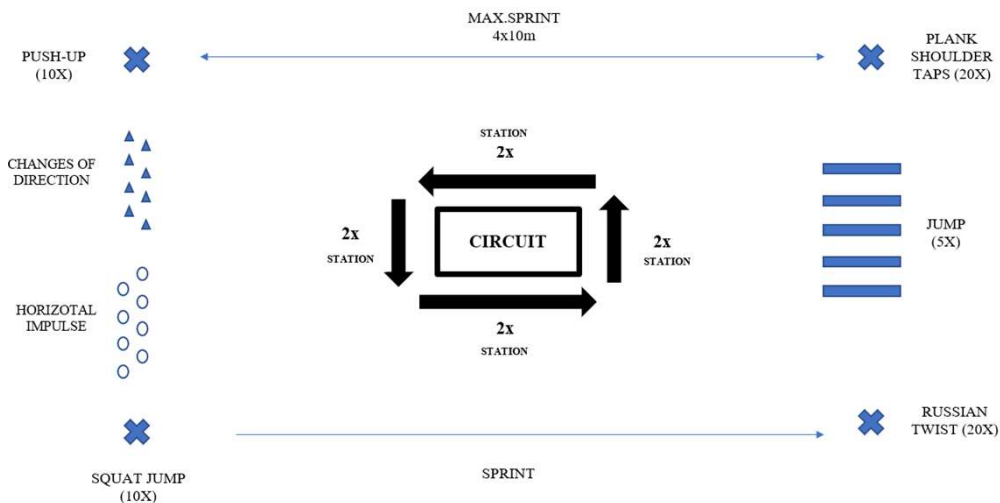 MAX.SPRINT
4x10m
PUSH-UP
(10X)
PLANK
SHOULDER
TAPS (20X)
STATION
2x
CHANGES OF
DIRECTION
2x
STATION
CIRCUIT
2x
STATION
JUMP
(5X)
HORIZOTAL
IMPULSE
2x
STATION
RUSSIAN
TWIST (20X)
SQUAT JUMP
(10X)
SPRINT